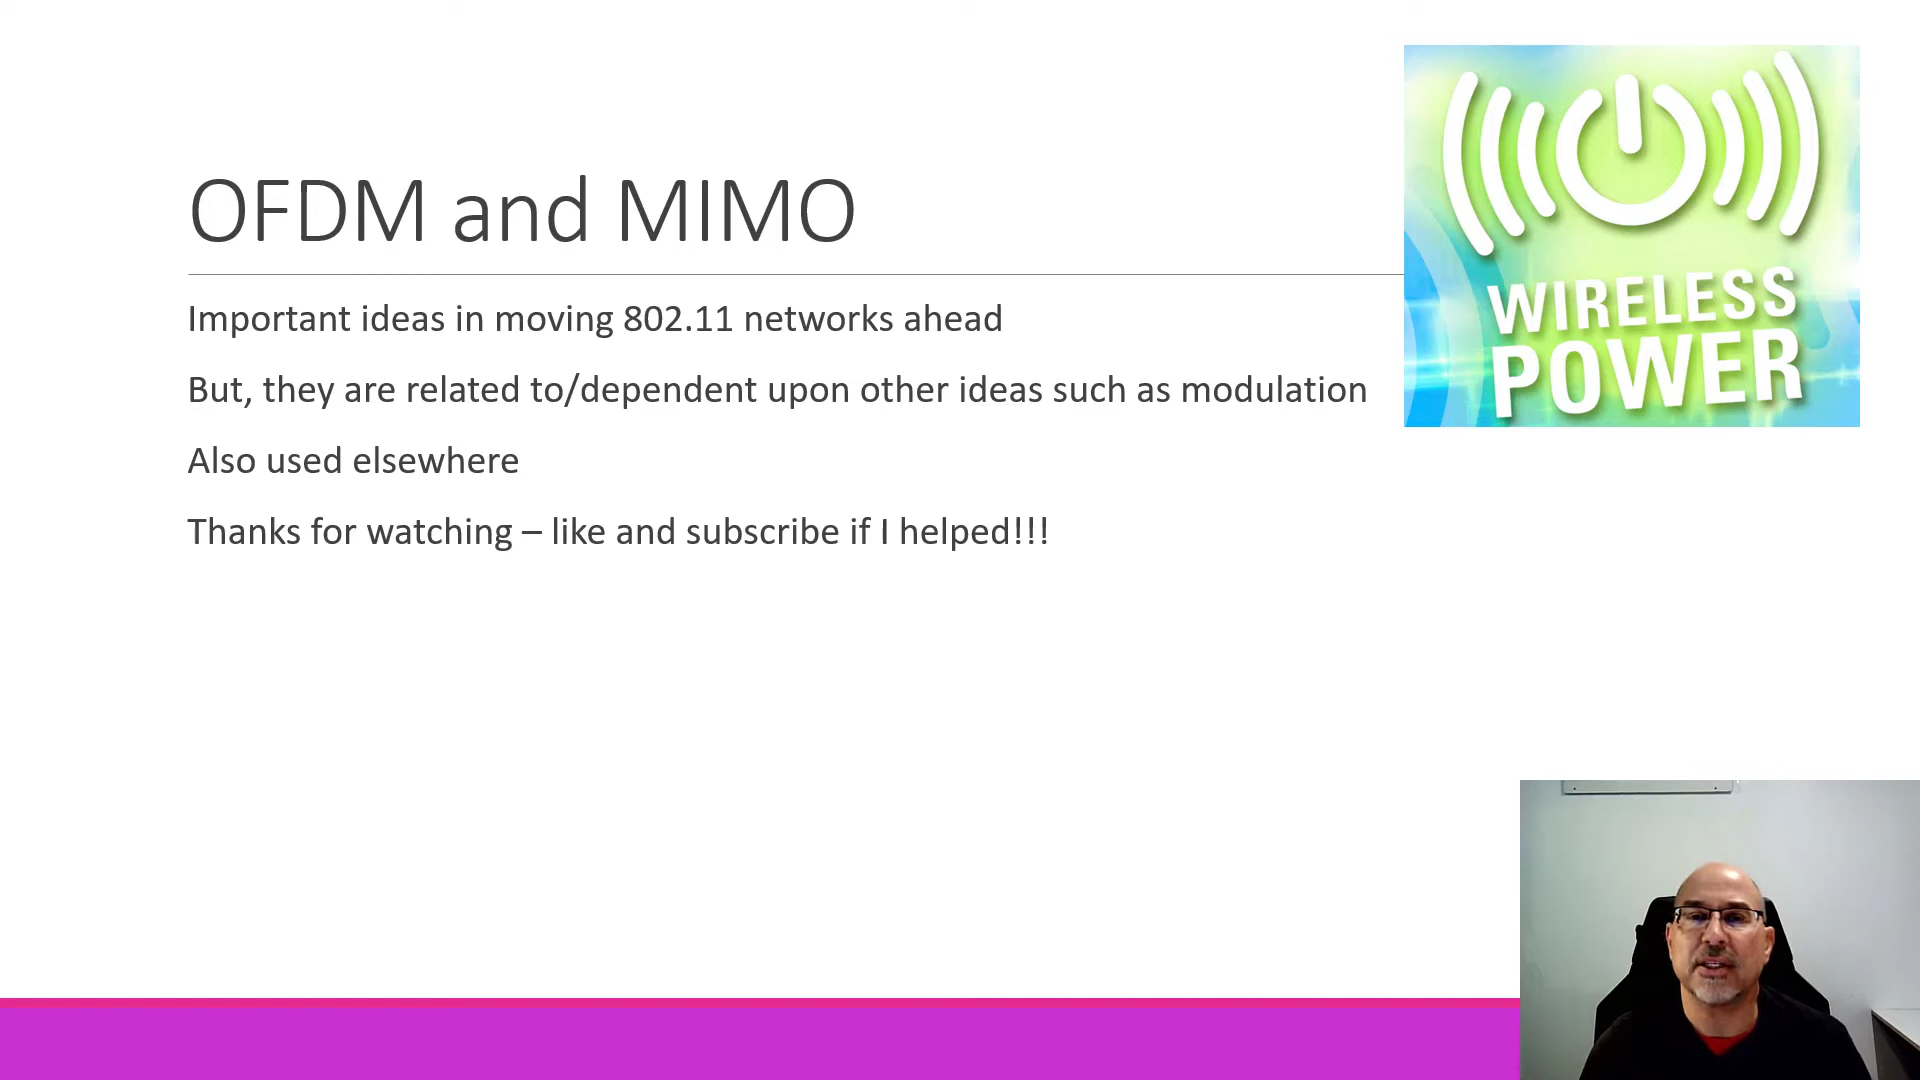 OFDM and MIMO
Important ideas in moving 802.11 networks ahead
But, they are related to/dependent upon other ideas such as modulation
Also used elsewhere
Thanks for watching – like and subscribe if I helped!!!
WIRELESS
POWER